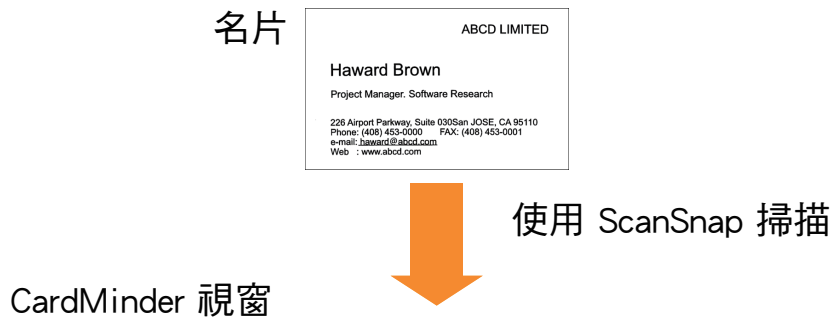 名片
ABCD LIMITED
Haward Brown
Project Manager. Software Research
226 Airport Parkway, Suite 030San JOSE, CA 95110
Phone: (408) 453-0000 FAX: (408) 453-0001
e-mail: haward@abcd.com
Web : www.abcd.com
使用 ScanSnap 掃描
CardMinder 視窗